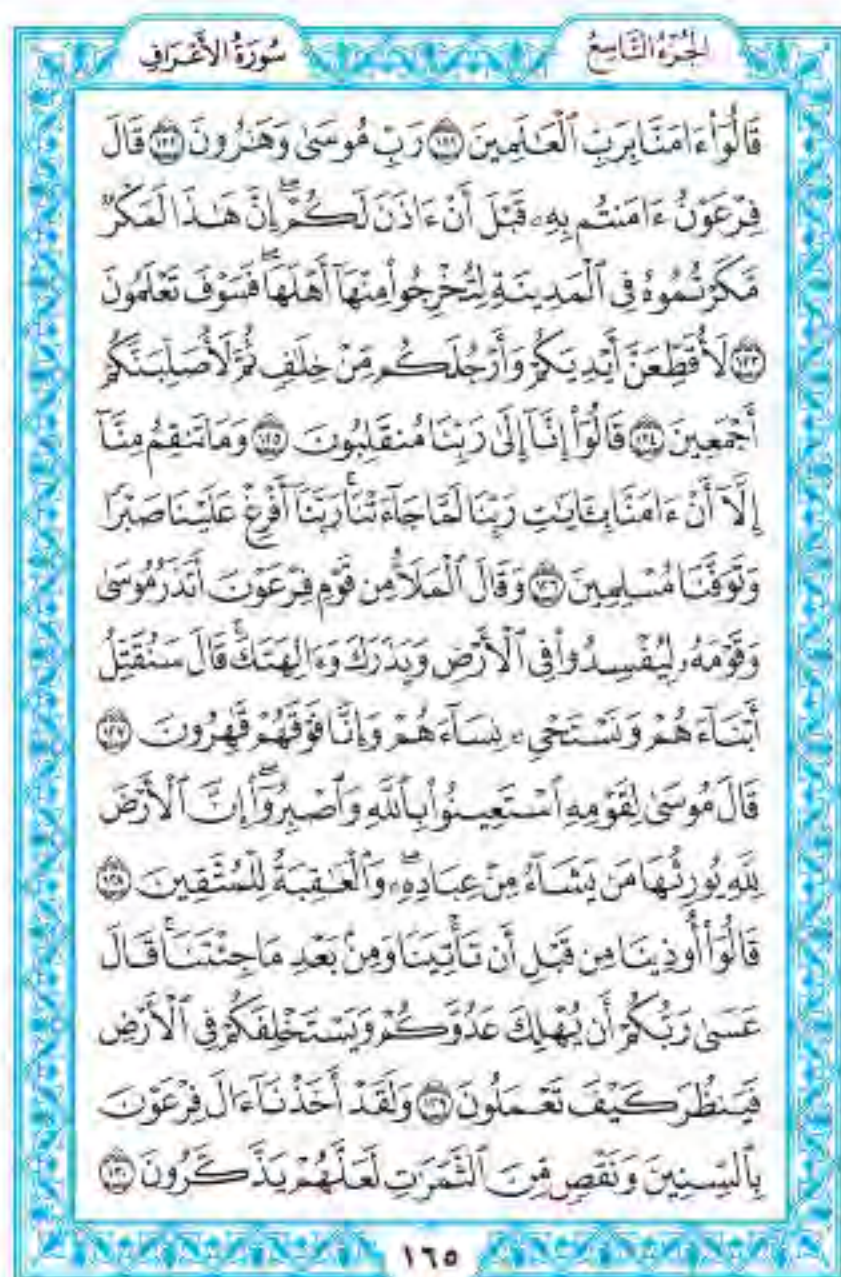 الجزء التاسع
سورة الأعراف
قَالُوٓا۟ ءَامَنَّا بِرَبِّ ٱلْعَٰلَمِينَ ١٢١ رَبِّ مُوسَىٰ وَهَٰرُونَ ١٢٢ قَالَ
فِرْعَوْنُ ءَامَنتُم بِهِۦ قَبْلَ أَنْ ءَاذَنَ لَكُمْ ۖ إِنَّ هَٰذَا لَمَكْرٌ
مَّكَرْتُمُوهُ فِى ٱلْمَدِينَةِ لِتُخْرِجُوا۟ مِنْهَآ أَهْلَهَا ۖ فَسَوْفَ تَعْلَمُونَ
١٢٣ لَأُقَطِّعَنَّ أَيْدِيَكُمْ وَأَرْجُلَكُم مِّنْ خِلَٰفٍ ثُمَّ لَأُصَلِّبَنَّكُمْ
أَجْمَعِينَ ١٢٤ قَالُوٓا۟ إِنَّآ إِلَىٰ رَبِّنَا مُنقَلِبُونَ ١٢٥ وَمَا تَنقِمُ مِنَّآ
إِلَّآ أَنْ ءَامَنَّا بِـَٔايَٰتِ رَبِّنَا لَمَّا جَآءَتْنَا ۚ رَبَّنَآ أَفْرِغْ عَلَيْنَا صَبْرًا
وَتَوَفَّنَا مُسْلِمِينَ ١٢٦ وَقَالَ ٱلْمَلَأُ مِن قَوْمِ فِرْعَوْنَ أَتَذَرُ مُوسَىٰ
وَقَوْمَهُۥ لِيُفْسِدُوا۟ فِى ٱلْأَرْضِ وَيَذَرَكَ وَءَالِهَتَكَ ۚ قَالَ سَنُقَتِّلُ
أَبْنَآءَهُمْ وَنَسْتَحْىِۦ نِسَآءَهُمْ وَإِنَّا فَوْقَهُمْ قَٰهِرُونَ ١٢٧
قَالَ مُوسَىٰ لِقَوْمِهِ ٱسْتَعِينُوا۟ بِٱللَّهِ وَٱصْبِرُوٓا۟ ۖ إِنَّ ٱلْأَرْضَ
لِلَّهِ يُورِثُهَا مَن يَشَآءُ مِنْ عِبَادِهِۦ ۖ وَٱلْعَٰقِبَةُ لِلْمُتَّقِينَ ١٢٨
قَالُوٓا۟ أُوذِينَا مِن قَبْلِ أَن تَأْتِيَنَا وَمِنۢ بَعْدِ مَا جِئْتَنَا ۚ قَالَ
عَسَىٰ رَبُّكُمْ أَن يُهْلِكَ عَدُوَّكُمْ وَيَسْتَخْلِفَكُمْ فِى ٱلْأَرْضِ
فَيَنظُرَ كَيْفَ تَعْمَلُونَ ١٢٩ وَلَقَدْ أَخَذْنَآ ءَالَ فِرْعَوْنَ
بِٱلسِّنِينَ وَنَقْصٍ مِّنَ ٱلثَّمَرَٰتِ لَعَلَّهُمْ يَذَّكَّرُونَ ١٣٠
١٦٥